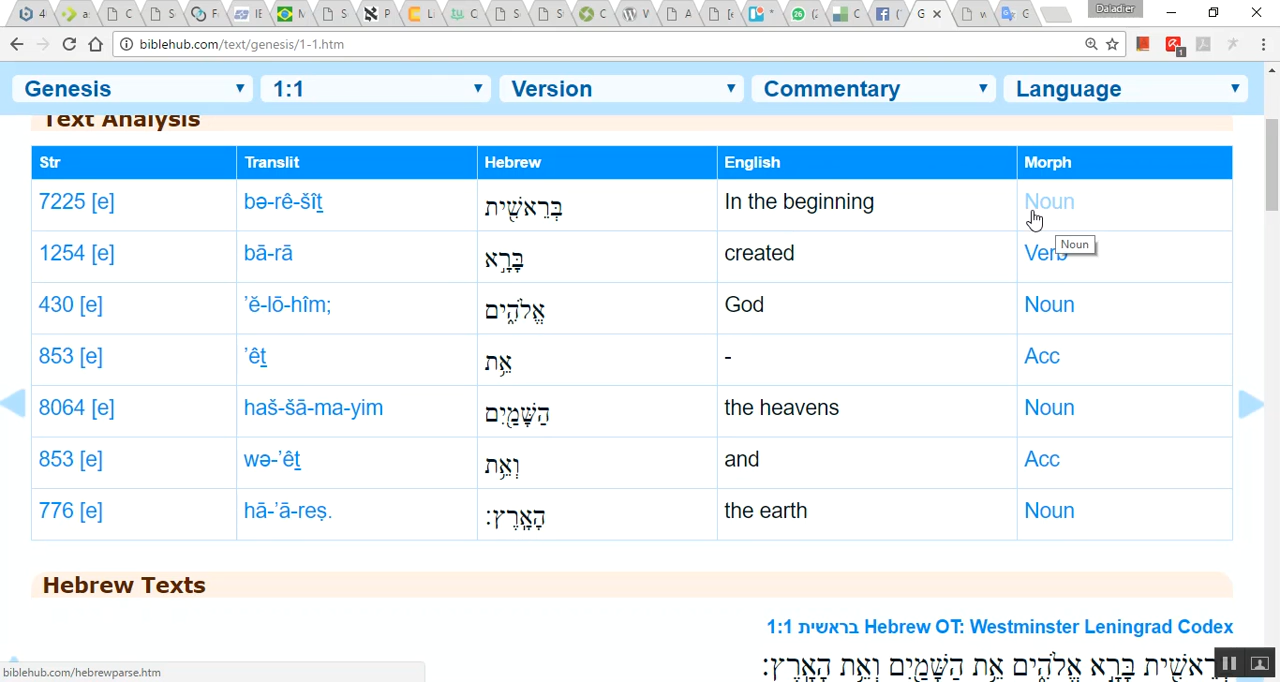 Daladier
biblehub.com/text/genesis/1-1.htm
Genesis 1:1 Version Commentary Language
Text Analysis
Str Translit Hebrew English Morph
7225 [e] bə-rê-šîṯ בְּרֵאשִׁ֖ית In the beginning Noun
Noun
1254 [e] bā-rā בָּרָ֣א created Verb
430 [e] ’ĕ-lō-hîm; אֱלֹהִ֑ים God Noun
853 [e] ’êṯ אֵ֥ת - Acc
8064 [e] haš-šā-ma-yim הַשָּׁמַ֖יִם the heavens Noun
853 [e] wə-’êṯ וְאֵ֥ת and Acc
776 [e] hā-’ā-reṣ. הָאָֽרֶץ׃ the earth Noun
Hebrew Texts
בראשית 1:1 Hebrew OT: Westminster Leningrad Codex
בָּרָ֣א אֱלֹהִ֑ים אֵ֥ת הַשָּׁמַ֖יִם וְאֵ֥ת הָאָֽרֶץ׃
biblehub.com/hebrewparse.htm